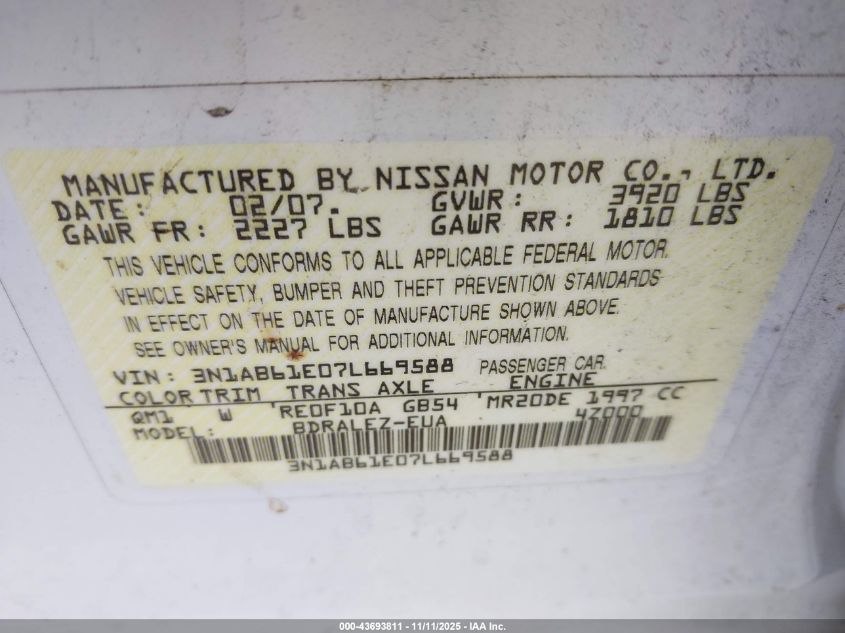 MANUFACTURED BY NISSAN MOTOR CO., LTD.
DATE: 02/07. GVWR: 3920 LBS
GAWR FR: 2227 LBS GAWR RR: 1810 LBS
THIS VEHICLE CONFORMS TO ALL APPLICABLE FEDERAL MOTOR
VEHICLE SAFETY, BUMPER AND THEFT PREVENTION STANDARDS
IN EFFECT ON THE DATE OF MANUFACTURE SHOWN ABOVE.
SEE OWNER'S MANUAL FOR ADDITIONAL INFORMATION.
VIN: 3N1AB61E07L669588 PASSENGER CAR
COLOR TRIM TRANS AXLE ENGINE
QM1 W RE0F10A GB54 MR20DE 1997 CC
MODEL: BDRALEZ-EUA 4Z000
3N1AB61E07L669588
000-43693811 - 11/11/2025 - IAA Inc.